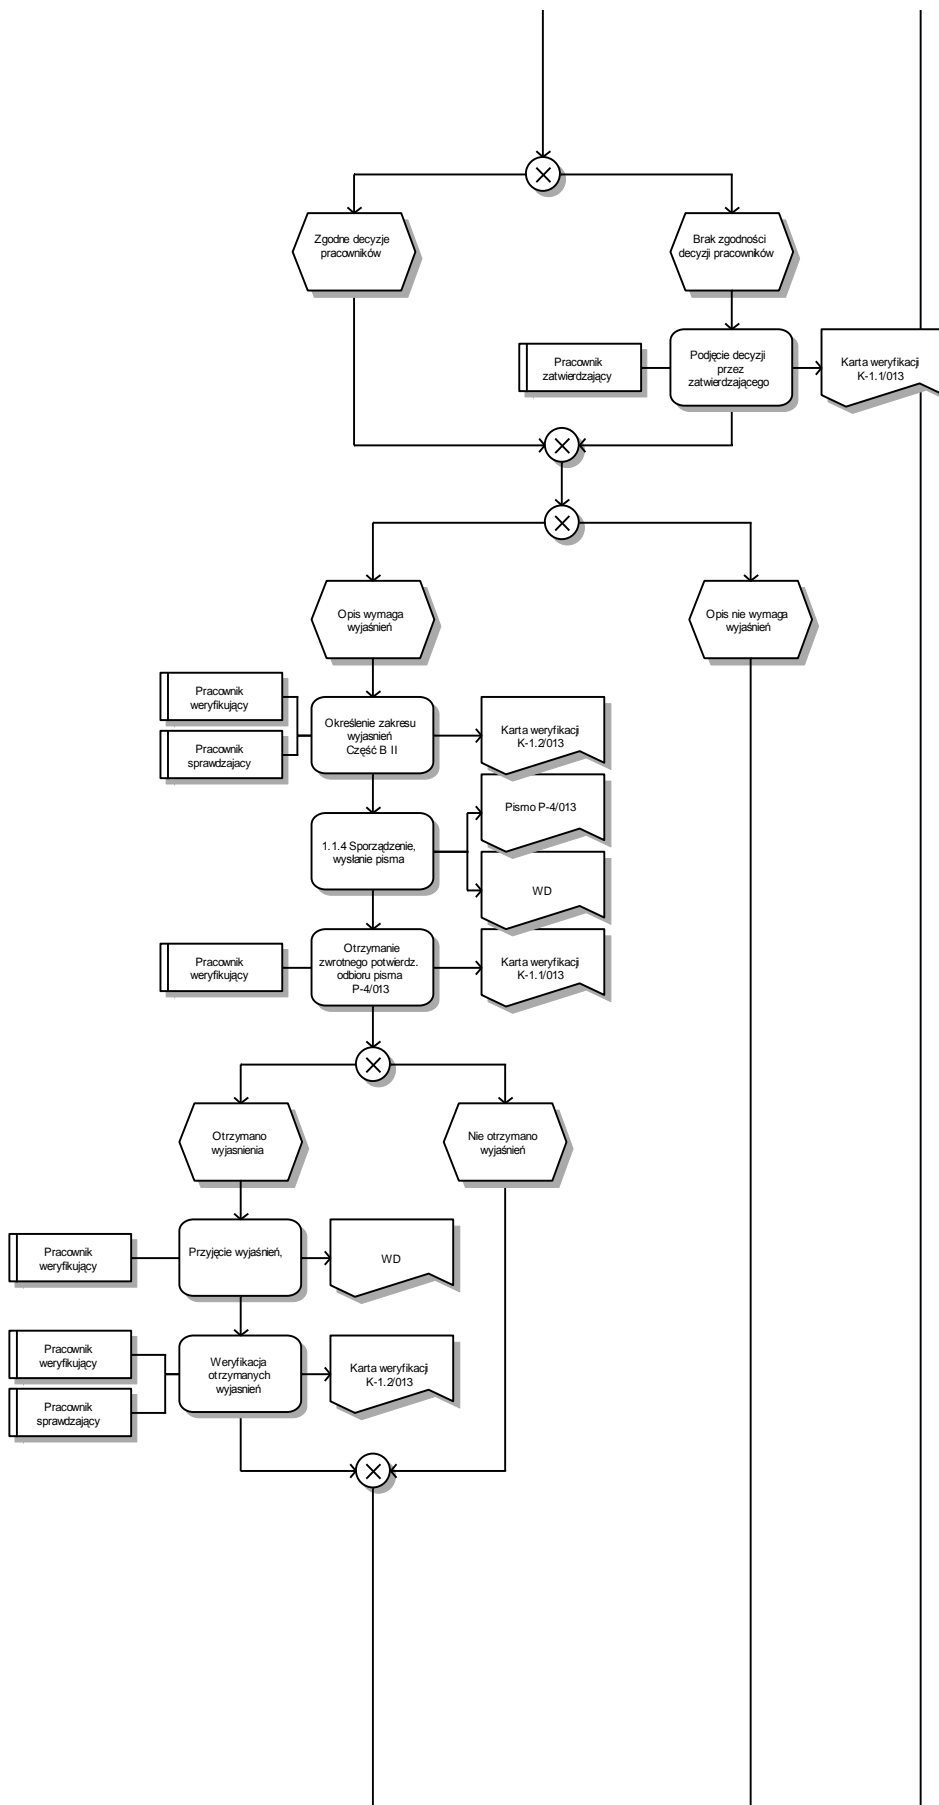 Zgodne decyzje
pracowników
Brak zgodności
decyzji pracowników
Pracownik
zatwierdzający
Podjęcie decyzji
przez
zatwierdzającego
Karta weryfikacji
K-1.1/013
Opis wymaga
wyjaśnień
Opis nie wymaga
wyjaśnień
Pracownik
weryfikujący
Pracownik
sprawdzajacy
Określenie zakresu
wyjasnień
Część B II
Karta weryfikacji
K-1.2/013
1.1.4 Sporządzenie,
wysłanie pisma
Pismo P-4/013
WD
Pracownik
weryfikujący
Otrzymanie
zwrotnego potwierdz.
odbioru pisma
P-4/013
Karta weryfikacji
K-1.1/013
Otrzymano
wyjasnienia
Nie otrzymano
wyjaśnień
Pracownik
weryfikujący
Przyjęcie wyjaśnień,
WD
Pracownik
weryfikujący
Pracownik
sprawdzający
Weryfikacja
otrzymanych
wyjasnień
Karta weryfikacji
K-1.2/013